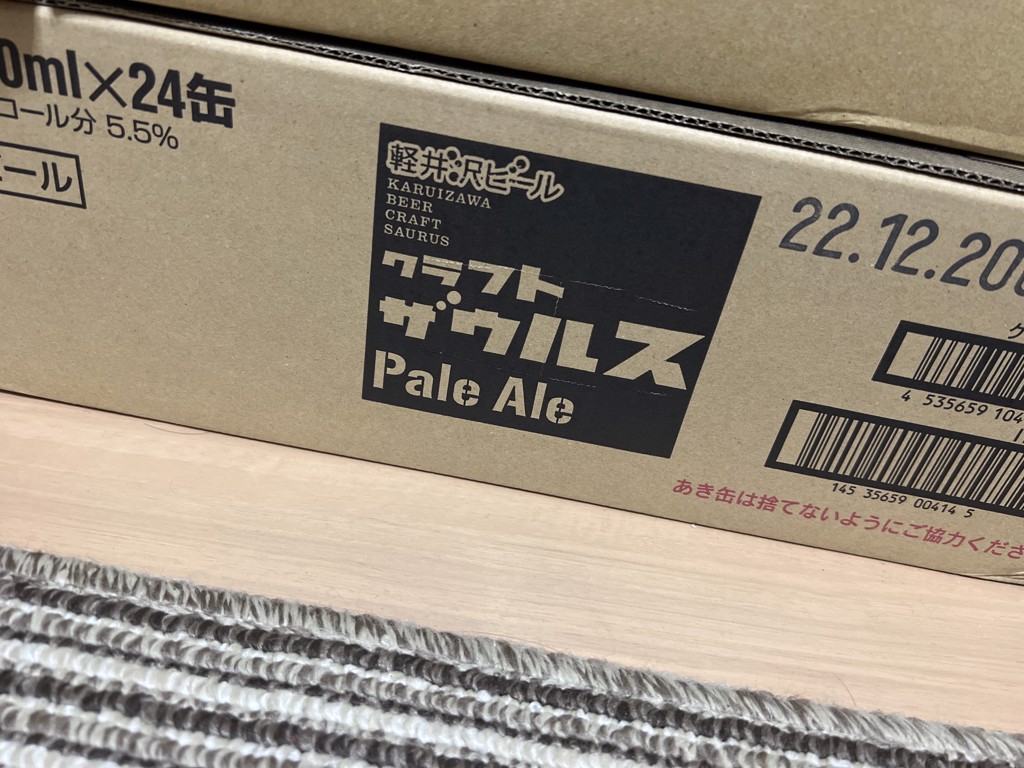 0ml×24缶
コール分 5.5%
ビール
軽井沢ビール
KARUIZAWA
BEER
CRAFT
SAURUS
クラフト
ザウルス
Pale Ale
22.12.20
ク
4 535659 104
145 35659 00414 5
あき缶は捨てないようにご協力くださ